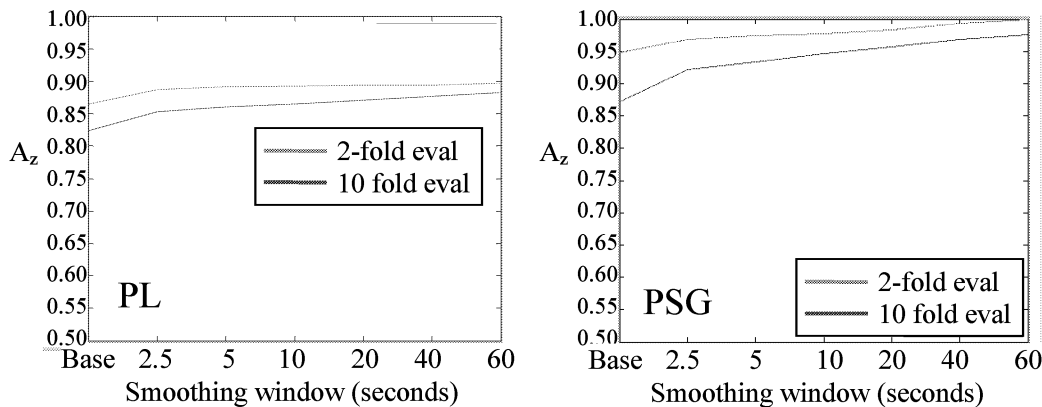 1.00
0.95
0.90
0.85
0.80
0.75
0.70
0.65
0.60
0.55
0.50
Az
2-fold eval
10 fold eval
PL
Base 2.5 5 10 20 40 60
Smoothing window (seconds)
1.00
0.95
0.90
0.85
0.80
0.75
0.70
0.65
0.60
0.55
0.50
Az
2-fold eval
10 fold eval
PSG
Base 2.5 5 10 20 40 60
Smoothing window (seconds)